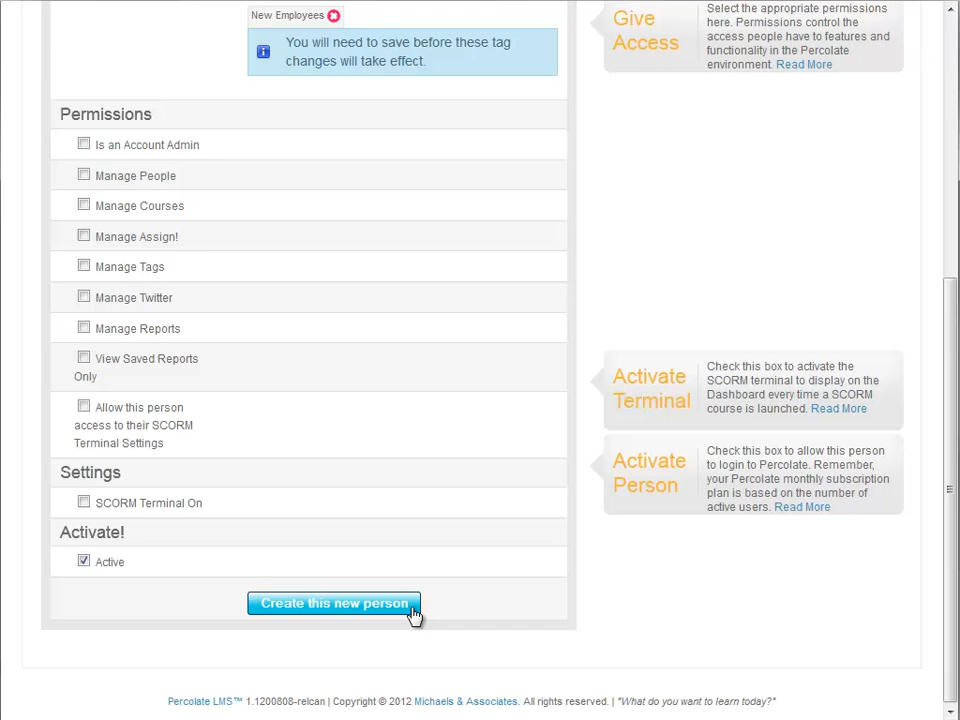 New Employees
You will need to save before these tag
changes will take effect.
Permissions
Is an Account Admin
Manage People
Manage Courses
Manage Assign!
Manage Tags
Manage Twitter
Manage Reports
View Saved Reports
Only
Allow this person
access to their SCORM
Terminal Settings
Settings
SCORM Terminal On
Activate!
Active
Create this new person
Give
Access
Select the appropriate permissions
here. Permissions control the
access people have to features and
functionality in the Percolate
environment. Read More
Activate
Terminal
Check this box to activate the
SCORM terminal to display on the
Dashboard every time a SCORM
course is launched. Read More
Activate
Person
Check this box to allow this person
to login to Percolate. Remember,
your Percolate monthly subscription
plan is based on the number of
active users. Read More
Percolate LMS™ 1.1200808-relcan | Copyright © 2012 Michaels & Associates. All rights reserved. | "What do you want to learn today?"